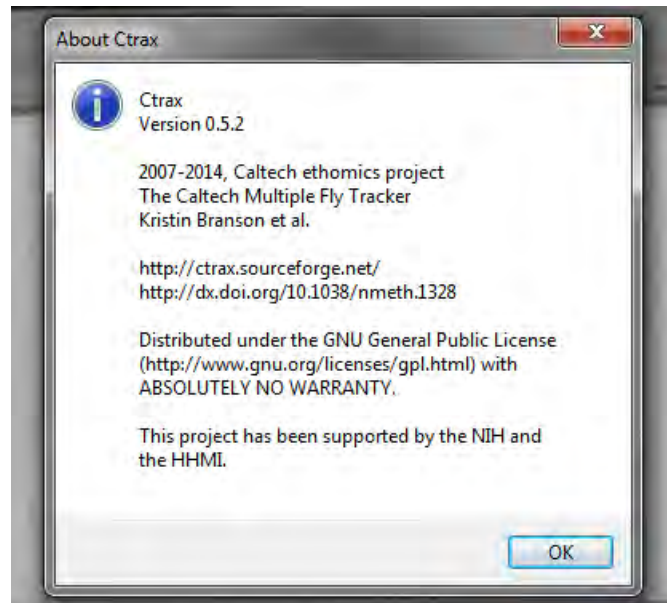 About Ctrax
Ctrax
Version 0.5.2
2007-2014, Caltech ethomics project
The Caltech Multiple Fly Tracker
Kristin Branson et al.
http://ctrax.sourceforge.net/
http://dx.doi.org/10.1038/nmeth.1328
Distributed under the GNU General Public License
(http://www.gnu.org/licenses/gpl.html) with
ABSOLUTELY NO WARRANTY.
This project has been supported by the NIH and
the HHMI.
OK